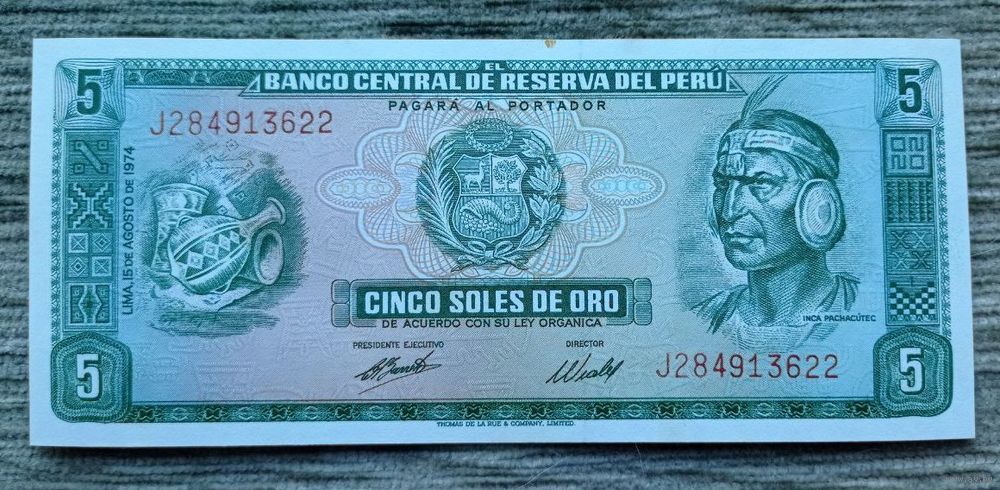 EL
BANCO CENTRAL DE RESERVA DEL PERÚ
5
5
PAGARÁ AL PORTADOR
J284913622
LIMA, 15 DE AGOSTO DE 1974
CINCO SOLES DE ORO
DE ACUERDO CON SU LEY ORGANICA
INCA PACHACÚTEC
PRESIDENTE EJECUTIVO
DIRECTOR
J284913622
5
5
THOMAS DE LA RUE & COMPANY, LIMITED.